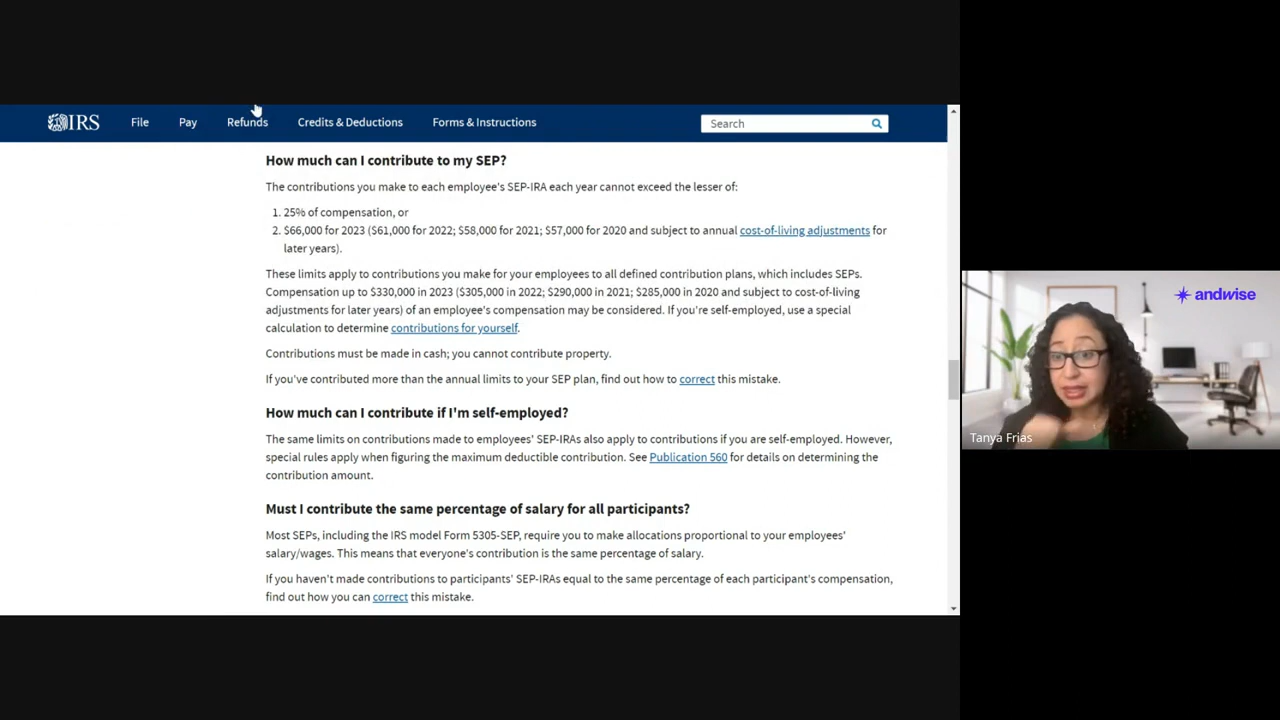 IRS
File
Pay
Refunds
Credits & Deductions
Forms & Instructions
Search
How much can I contribute to my SEP?
The contributions you make to each employee's SEP-IRA each year cannot exceed the lesser of:
1. 25% of compensation, or
2. $66,000 for 2023 ($61,000 for 2022; $58,000 for 2021; $57,000 for 2020 and subject to annual cost-of-living adjustments for
later years).
These limits apply to contributions you make for your employees to all defined contribution plans, which includes SEPs.
Compensation up to $330,000 in 2023 ($305,000 in 2022; $290,000 in 2021; $285,000 in 2020 and subject to cost-of-living
adjustments for later years) of an employee's compensation may be considered. If you're self-employed, use a special
calculation to determine contributions for yourself.
Contributions must be made in cash; you cannot contribute property.
If you've contributed more than the annual limits to your SEP plan, find out how to correct this mistake.
How much can I contribute if I'm self-employed?
The same limits on contributions made to employees' SEP-IRAs also apply to contributions if you are self-employed. However,
special rules apply when figuring the maximum deductible contribution. See Publication 560 for details on determining the
contribution amount.
Must I contribute the same percentage of salary for all participants?
Most SEPs, including the IRS model Form 5305-SEP, require you to make allocations proportional to your employees'
salary/wages. This means that everyone's contribution is the same percentage of salary.
If you haven't made contributions to participants' SEP-IRAs equal to the same percentage of each participant's compensation,
find out how you can correct this mistake.
andwise
Tanya Frias